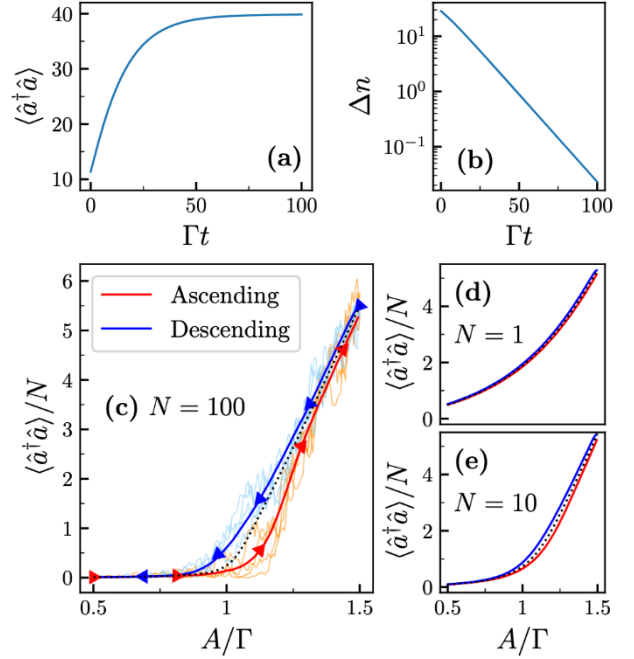 40
30
20
10
⟨â†â⟩
(a)
0
50
100
Γt
10¹
10⁰
10⁻¹
Δn
(b)
0
50
100
Γt
6
5
4
3
2
1
0
⟨â†â⟩/N
Ascending
Descending
(c) N = 100
0.5
1
1.5
A/Γ
4
2
0
⟨â†â⟩/N
(d)
N = 1
4
2
0
⟨â†â⟩/N
(e)
N = 10
0.5
1
1.5
A/Γ